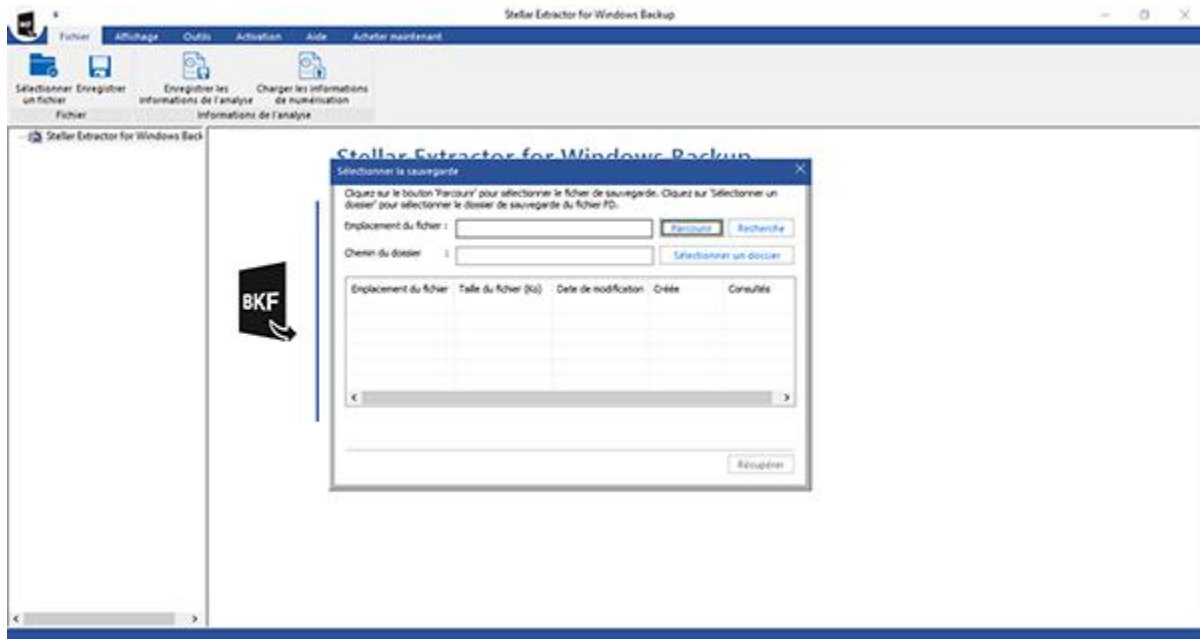 Stellar Extractor for Windows Backup
Fichier Affichage Outils Activation Aide Acheter maintenant
Sélectionner un fichier
Enregistrer
Enregistrer les informations de l'analyse
Charger les informations de numérisation
Fichier
Informations de l'analyse
Stellar Extractor for Windows Back
Stellar Extractor for Windows Backup
Sélectionner la sauvegarde
Cliquez sur le bouton 'Parcourir' pour sélectionner le fichier de sauvegarde. Cliquez sur 'Sélectionner un
dossier' pour sélectionner le dossier de sauvegarde du fichier FD.
Emplacement du fichier :
Parcourir
Recherche
Chemin du dossier :
Sélectionner un dossier
Emplacement du fichier Taille du fichier (Ko) Date de modification Créée Consultés
BKF
Récupérer